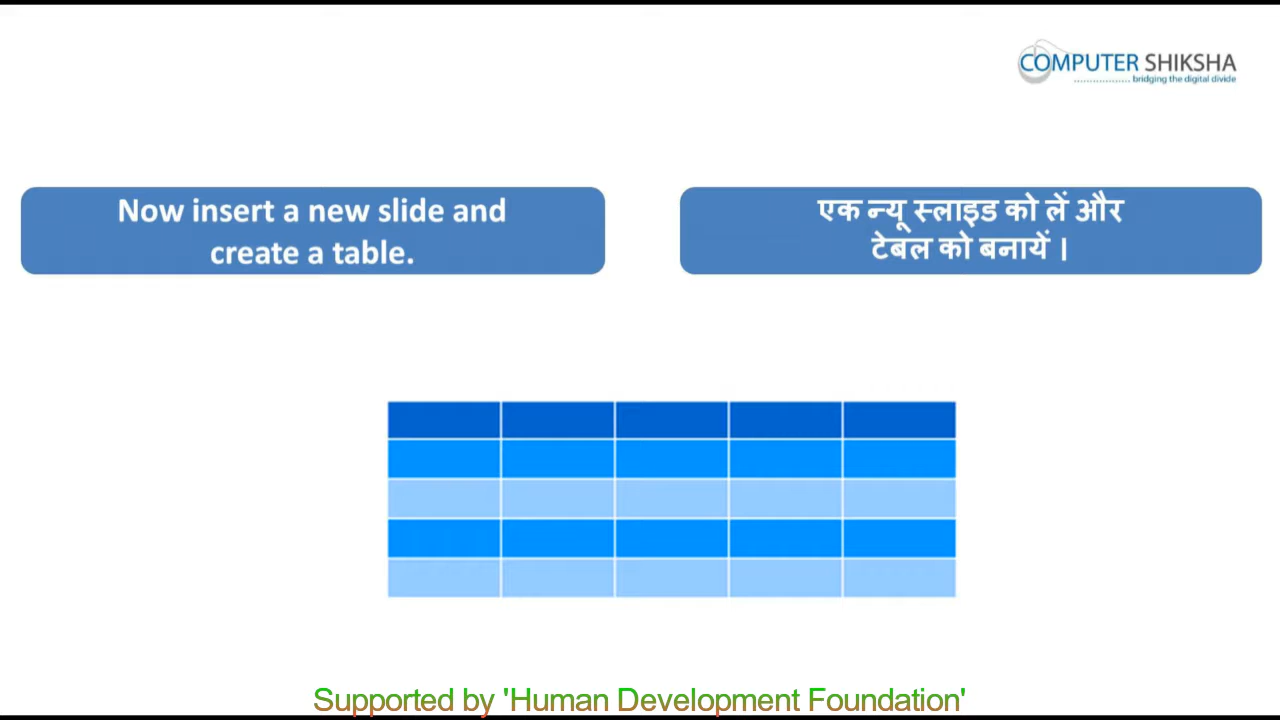 COMPUTER SHIKSHA
bridging the digital divide
Now insert a new slide and
create a table.
एक न्यू स्लाइड को लें और
टेबल को बनायें |
Supported by 'Human Development Foundation'